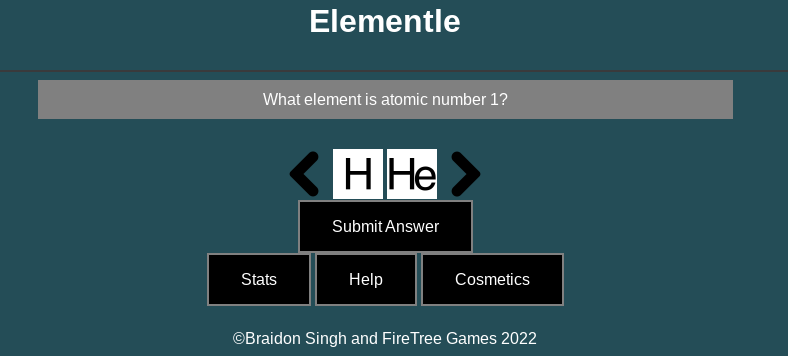 Elementle
What element is atomic number 1?
H He
Submit Answer
Stats Help Cosmetics
©Braidon Singh and FireTree Games 2022